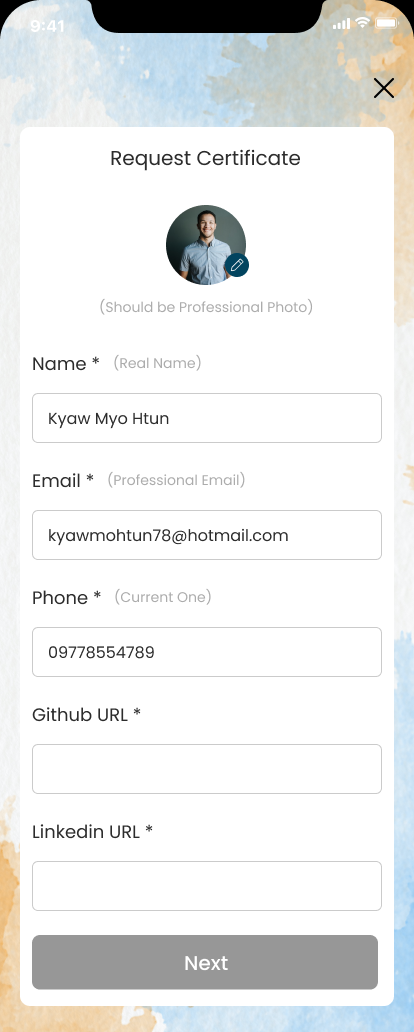 9:41
Request Certificate
(Should be Professional Photo)
Name * (Real Name)
Kyaw Myo Htun
Email * (Professional Email)
kyawmohtun78@hotmail.com
Phone * (Current One)
09778554789
Github URL *
Linkedin URL *
Next